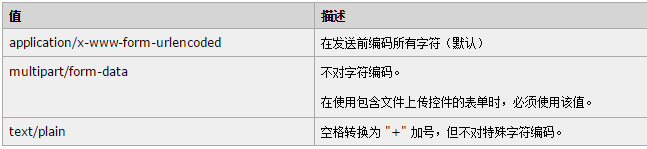 值 描述
application/x-www-form-urlencoded 在发送前编码所有字符（默认）
multipart/form-data 不对字符编码。
在使用包含文件上传控件的表单时，必须使用该值。
text/plain 空格转换为 "+" 加号，但不对特殊字符编码。